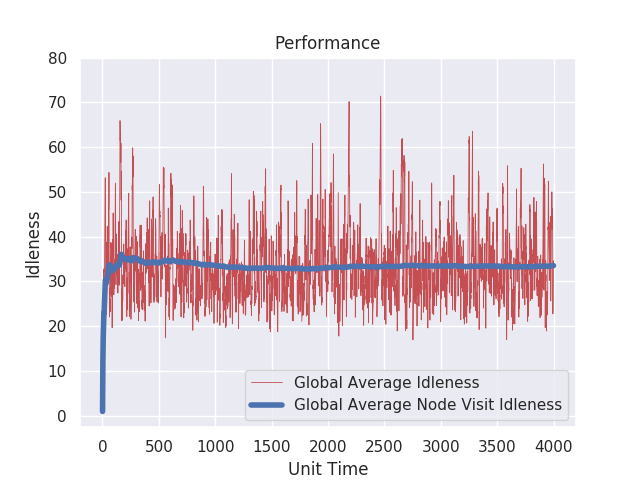 Performance
80
70
60
50
40
30
20
10
0
Idleness
Global Average Idleness
Global Average Node Visit Idleness
0 500 1000 1500 2000 2500 3000 3500 4000
Unit Time